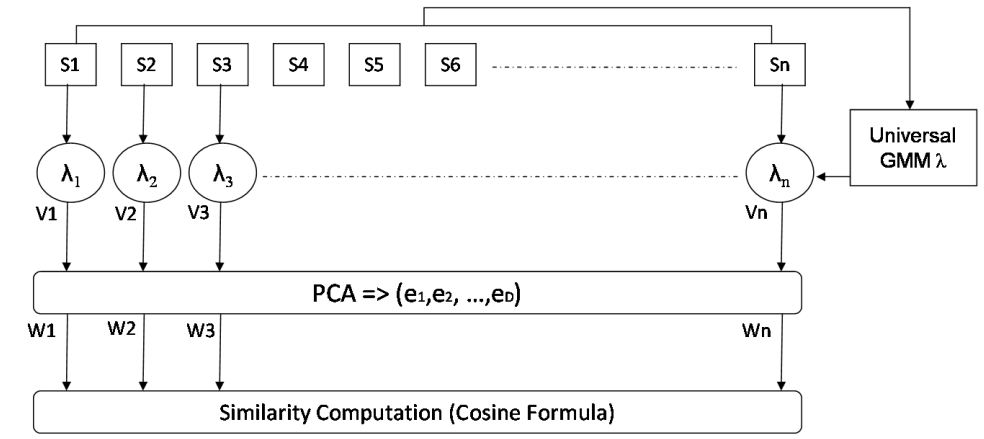 S1 S2 S3 S4 S5 S6 Sn
Universal
GMM λ
λ1 λ2 λ3 λn
V1 V2 V3 Vn
PCA => (e1,e2, ...,eD)
W1 W2 W3 Wn
Similarity Computation (Cosine Formula)